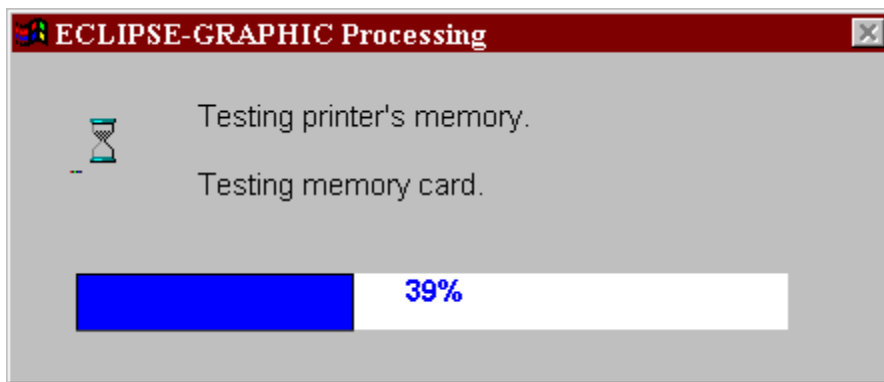 ECLIPSE-GRAPHIC Processing
Testing printer's memory.
Testing memory card.
39%